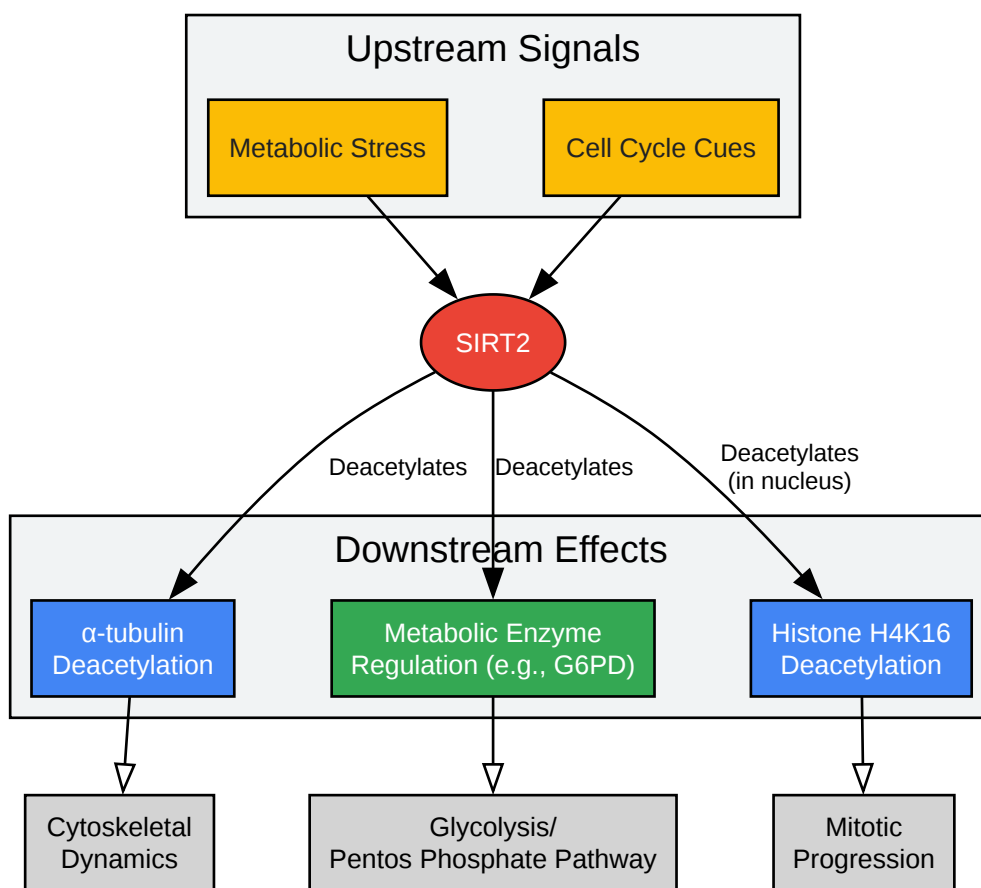 Upstream Signals
Metabolic Stress
Cell Cycle Cues
SIRT2
Deacetylates
Deacetylates
Deacetylates
(in nucleus)
Downstream Effects
α-tubulin
Deacetylation
Metabolic Enzyme
Regulation (e.g., G6PD)
Histone H4K16
Deacetylation
Cytoskeletal
Dynamics
Glycolysis/
Pentos Phosphate Pathway
Mitotic
Progression